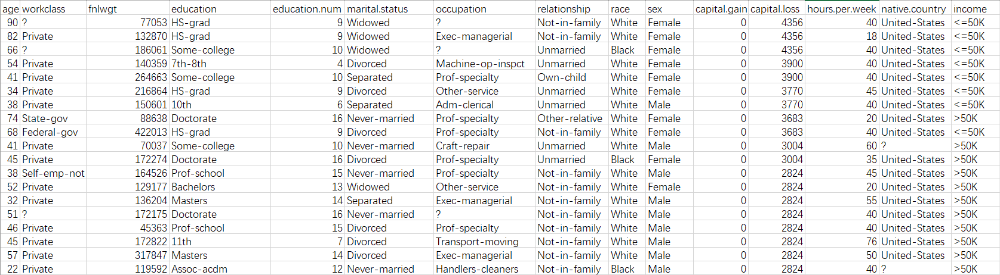 age workclass fnlwgt education education.num marital.status occupation relationship race sex capital.gain capital.loss hours.per.week native.country income
90 ? 77053 HS-grad 9 Widowed ? Not-in-family White Female 0 4356 40 United-States <=50K
82 Private 132870 HS-grad 9 Widowed Exec-managerial Not-in-family White Female 0 4356 18 United-States <=50K
66 ? 186061 Some-college 10 Widowed ? Unmarried Black Female 0 4356 40 United-States <=50K
54 Private 140359 7th-8th 4 Divorced Machine-op-inspct Unmarried White Female 0 3900 40 United-States <=50K
41 Private 264663 Some-college 10 Separated Prof-specialty Own-child White Female 0 3900 40 United-States <=50K
34 Private 216864 HS-grad 9 Divorced Other-service Unmarried White Female 0 3770 45 United-States <=50K
38 Private 150601 10th 6 Separated Adm-clerical Unmarried White Male 0 3770 40 United-States <=50K
74 State-gov 88638 Doctorate 16 Never-married Prof-specialty Other-relative White Female 0 3683 20 United-States >50K
68 Federal-gov 422013 HS-grad 9 Divorced Prof-specialty Not-in-family White Female 0 3683 40 United-States <=50K
41 Private 70037 Some-college 10 Never-married Craft-repair Unmarried White Male 0 3004 60 ? >50K
45 Private 172274 Doctorate 16 Divorced Prof-specialty Unmarried Black Female 0 3004 35 United-States >50K
38 Self-emp-not 164526 Prof-school 15 Never-married Prof-specialty Not-in-family White Male 0 2824 45 United-States >50K
52 Private 129177 Bachelors 13 Widowed Other-service Not-in-family White Female 0 2824 20 United-States >50K
32 Private 136204 Masters 14 Separated Exec-managerial Not-in-family White Male 0 2824 55 United-States >50K
51 ? 172175 Doctorate 16 Never-married ? Not-in-family White Male 0 2824 40 United-States >50K
46 Private 45363 Prof-school 15 Divorced Prof-specialty Not-in-family White Male 0 2824 40 United-States >50K
45 Private 172822 11th 7 Divorced Transport-moving Not-in-family White Male 0 2824 76 United-States >50K
57 Private 317847 Masters 14 Divorced Exec-managerial Not-in-family White Male 0 2824 50 United-States >50K
22 Private 119592 Assoc-acdm 12 Never-married Handlers-cleaners Not-in-family Black Male 0 2824 40 ? >50K